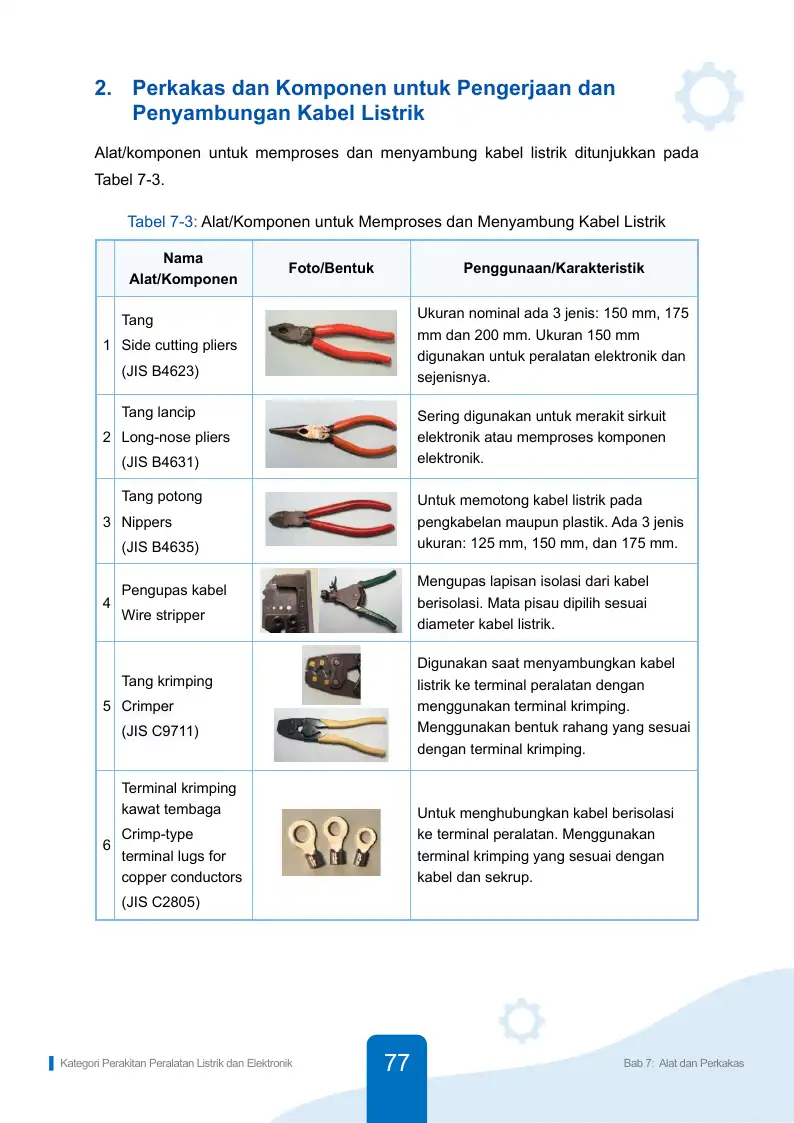 2. Perkakas dan Komponen untuk Pengerjaan dan
Penyambungan Kabel Listrik
Alat/komponen untuk memproses dan menyambung kabel listrik ditunjukkan pada
Tabel 7-3.
Tabel 7-3: Alat/Komponen untuk Memproses dan Menyambung Kabel Listrik
Nama
Alat/Komponen
Foto/Bentuk
Penggunaan/Karakteristik
1
Tang
Side cutting pliers
(JIS B4623)
Ukuran nominal ada 3 jenis: 150 mm, 175
mm dan 200 mm. Ukuran 150 mm
digunakan untuk peralatan elektronik dan
sejenisnya.
2
Tang lancip
Long-nose pliers
(JIS B4631)
Sering digunakan untuk merakit sirkuit
elektronik atau memproses komponen
elektronik.
3
Tang potong
Nippers
(JIS B4635)
Untuk memotong kabel listrik pada
pengkabelan maupun plastik. Ada 3 jenis
ukuran: 125 mm, 150 mm, dan 175 mm.
4
Pengupas kabel
Wire stripper
Mengupas lapisan isolasi dari kabel
berisolasi. Mata pisau dipilih sesuai
diameter kabel listrik.
5
Tang krimping
Crimper
(JIS C9711)
Digunakan saat menyambungkan kabel
listrik ke terminal peralatan dengan
menggunakan terminal krimping.
Menggunakan bentuk rahang yang sesuai
dengan terminal krimping.
6
Terminal krimping
kawat tembaga
Crimp-type
terminal lugs for
copper conductors
(JIS C2805)
Untuk menghubungkan kabel berisolasi
ke terminal peralatan. Menggunakan
terminal krimping yang sesuai dengan
kabel dan sekrup.
Kategori Perakitan Peralatan Listrik dan Elektronik
77
Bab 7: Alat dan Perkakas